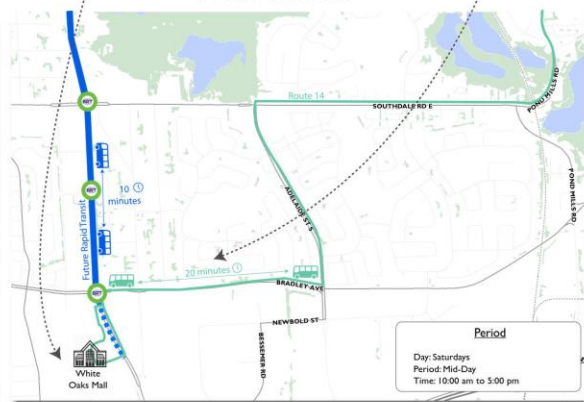 Route 14
SOUTHDALE RD E
POND MILLS RD
BRT
10
minutes
BRT
POND MILLS RD
ADELAIDE ST S
Future Rapid Transit
20 minutes
BRT
BRADLEY AVE
NEWBOLD ST
BESSEMER RD
White
Oaks Mall
Period
Day: Saturdays
Period: Mid-Day
Time: 10:00 am to 5:00 pm